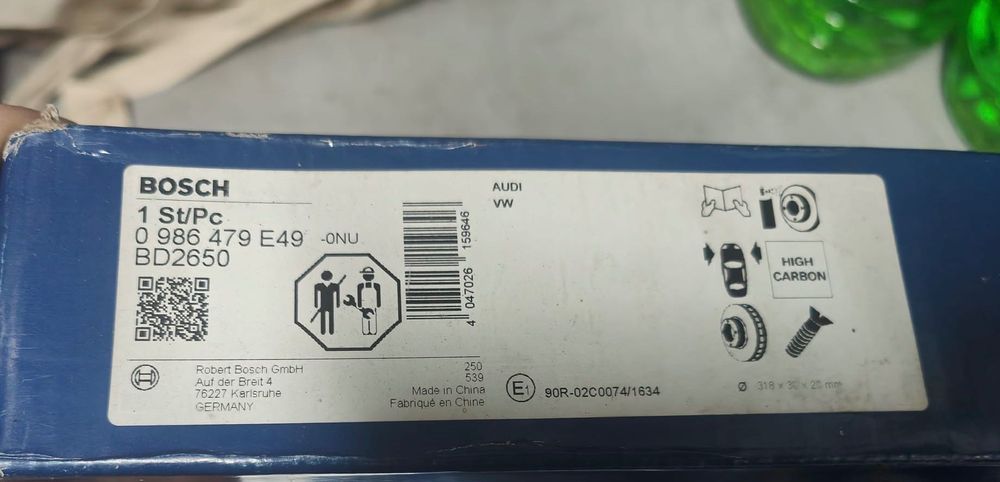 BOSCH
1 St/Pc
0 986 479 E49 -0NU
BD2650
4 047026 159646
AUDI
VW
HIGH
CARBON
Robert Bosch GmbH
Auf der Breit 4
76227 Karlsruhe
GERMANY
250
539
Made in China
Fabriqué en Chine
E1
90R-02C0074/1634
Ø 318 x 30 x 28 mm